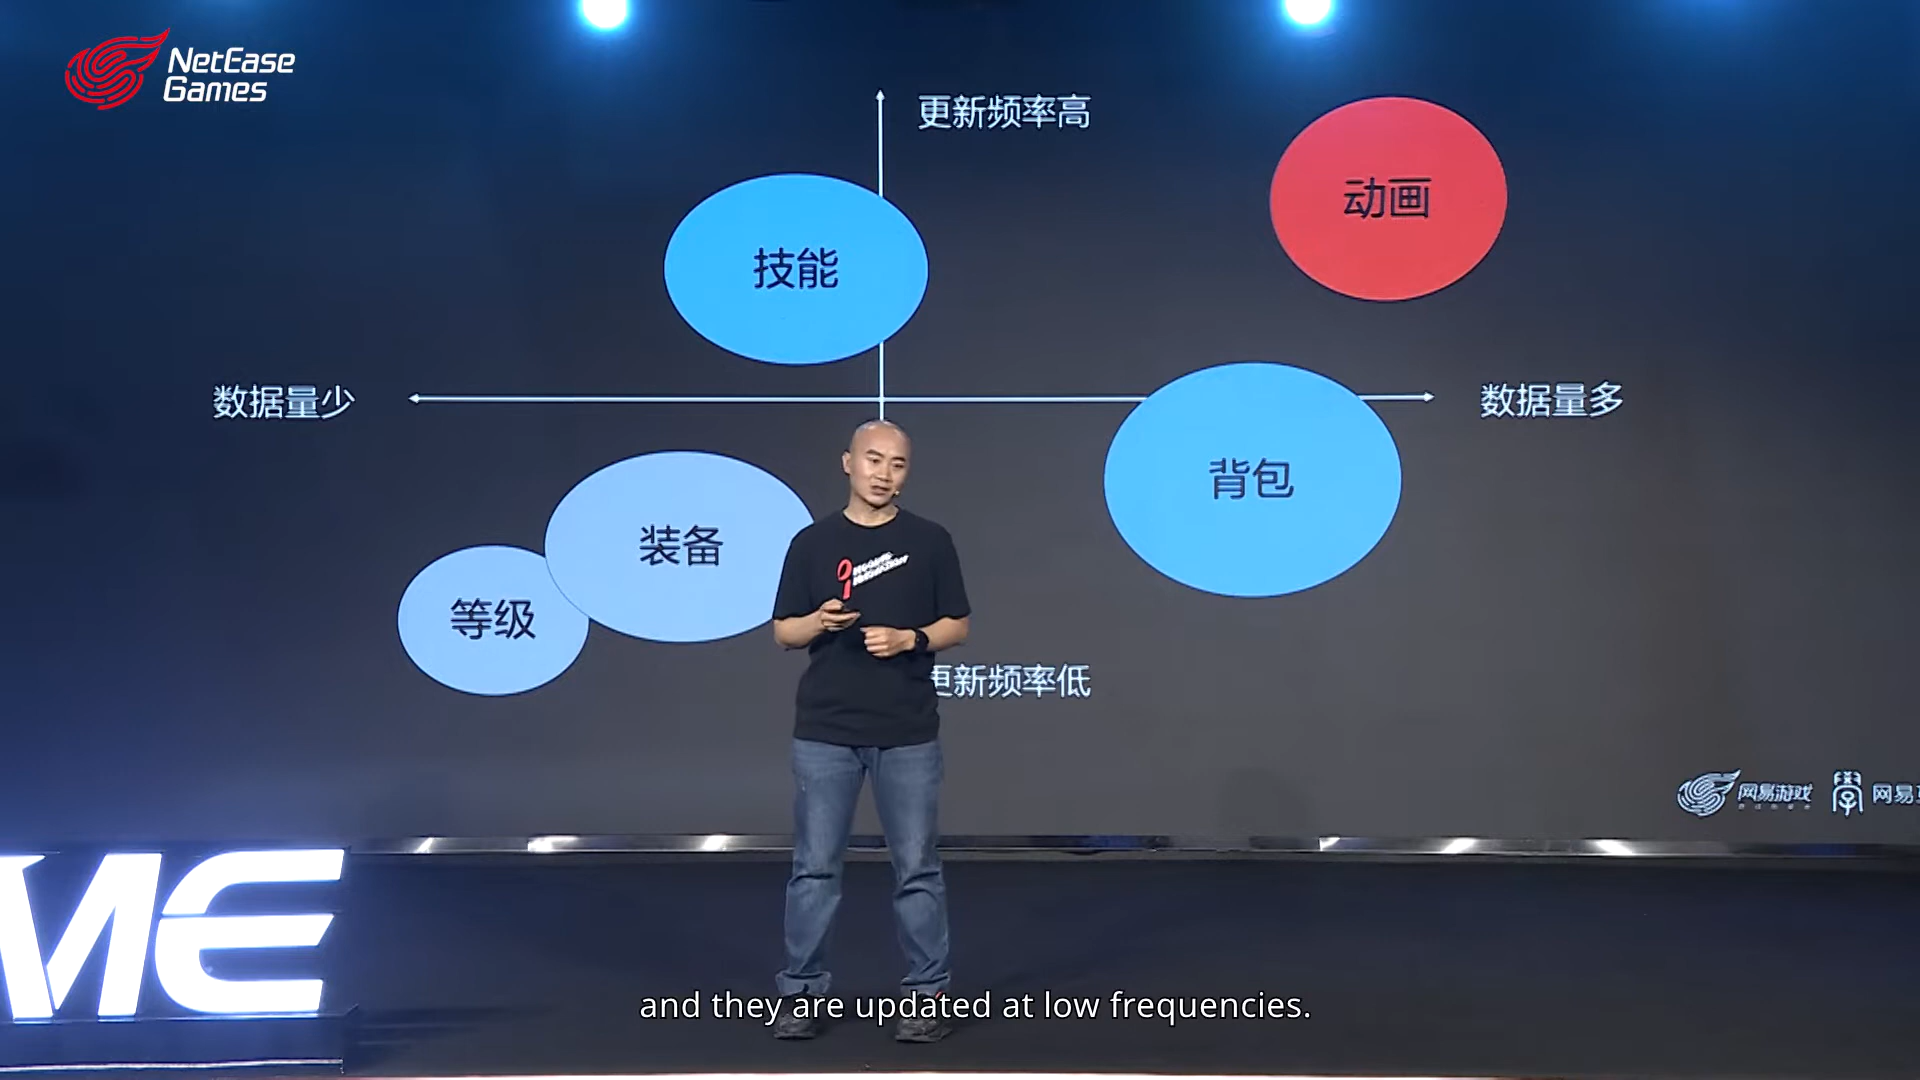 NetEase
Games
更新频率高
动画
技能
数据量少
数据量多
背包
装备
等级
更新频率低
网易游戏
网易
ME
and they are updated at low frequencies.